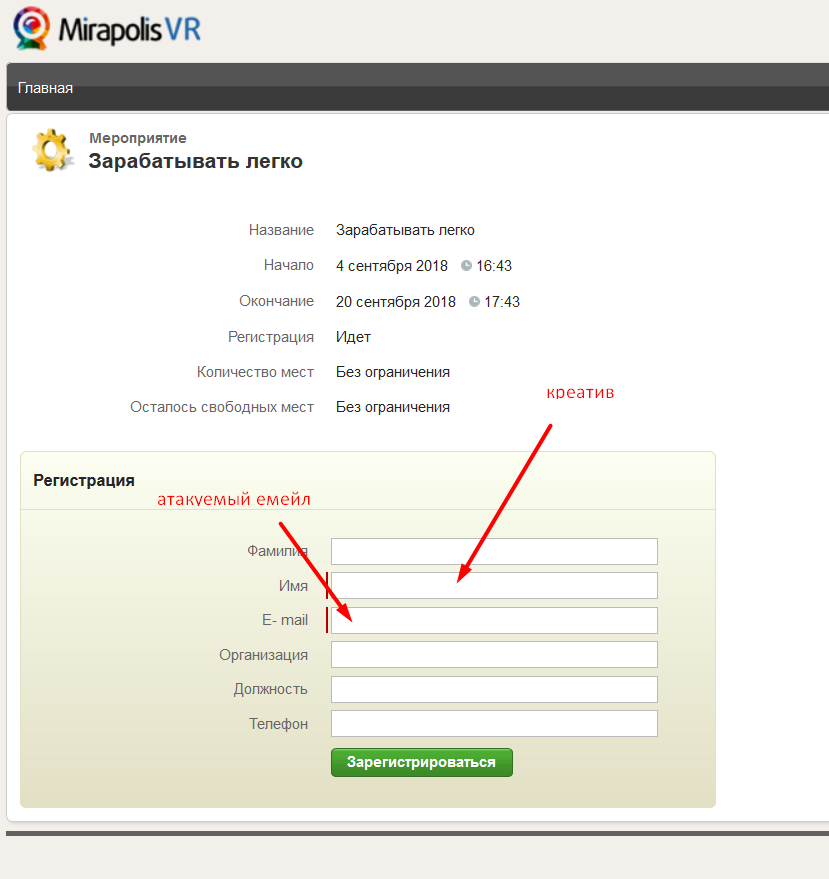 Mirapolis VR
Главная
Мероприятие
Зарабатывать легко
Название Зарабатывать легко
Начало 4 сентября 2018 16:43
Окончание 20 сентября 2018 17:43
Регистрация Идет
Количество мест Без ограничения
Осталось свободных мест Без ограничения
креатив
Регистрация
атакуемый емейл
Фамилия
Имя
E- mail
Организация
Должность
Телефон
Зарегистрироваться